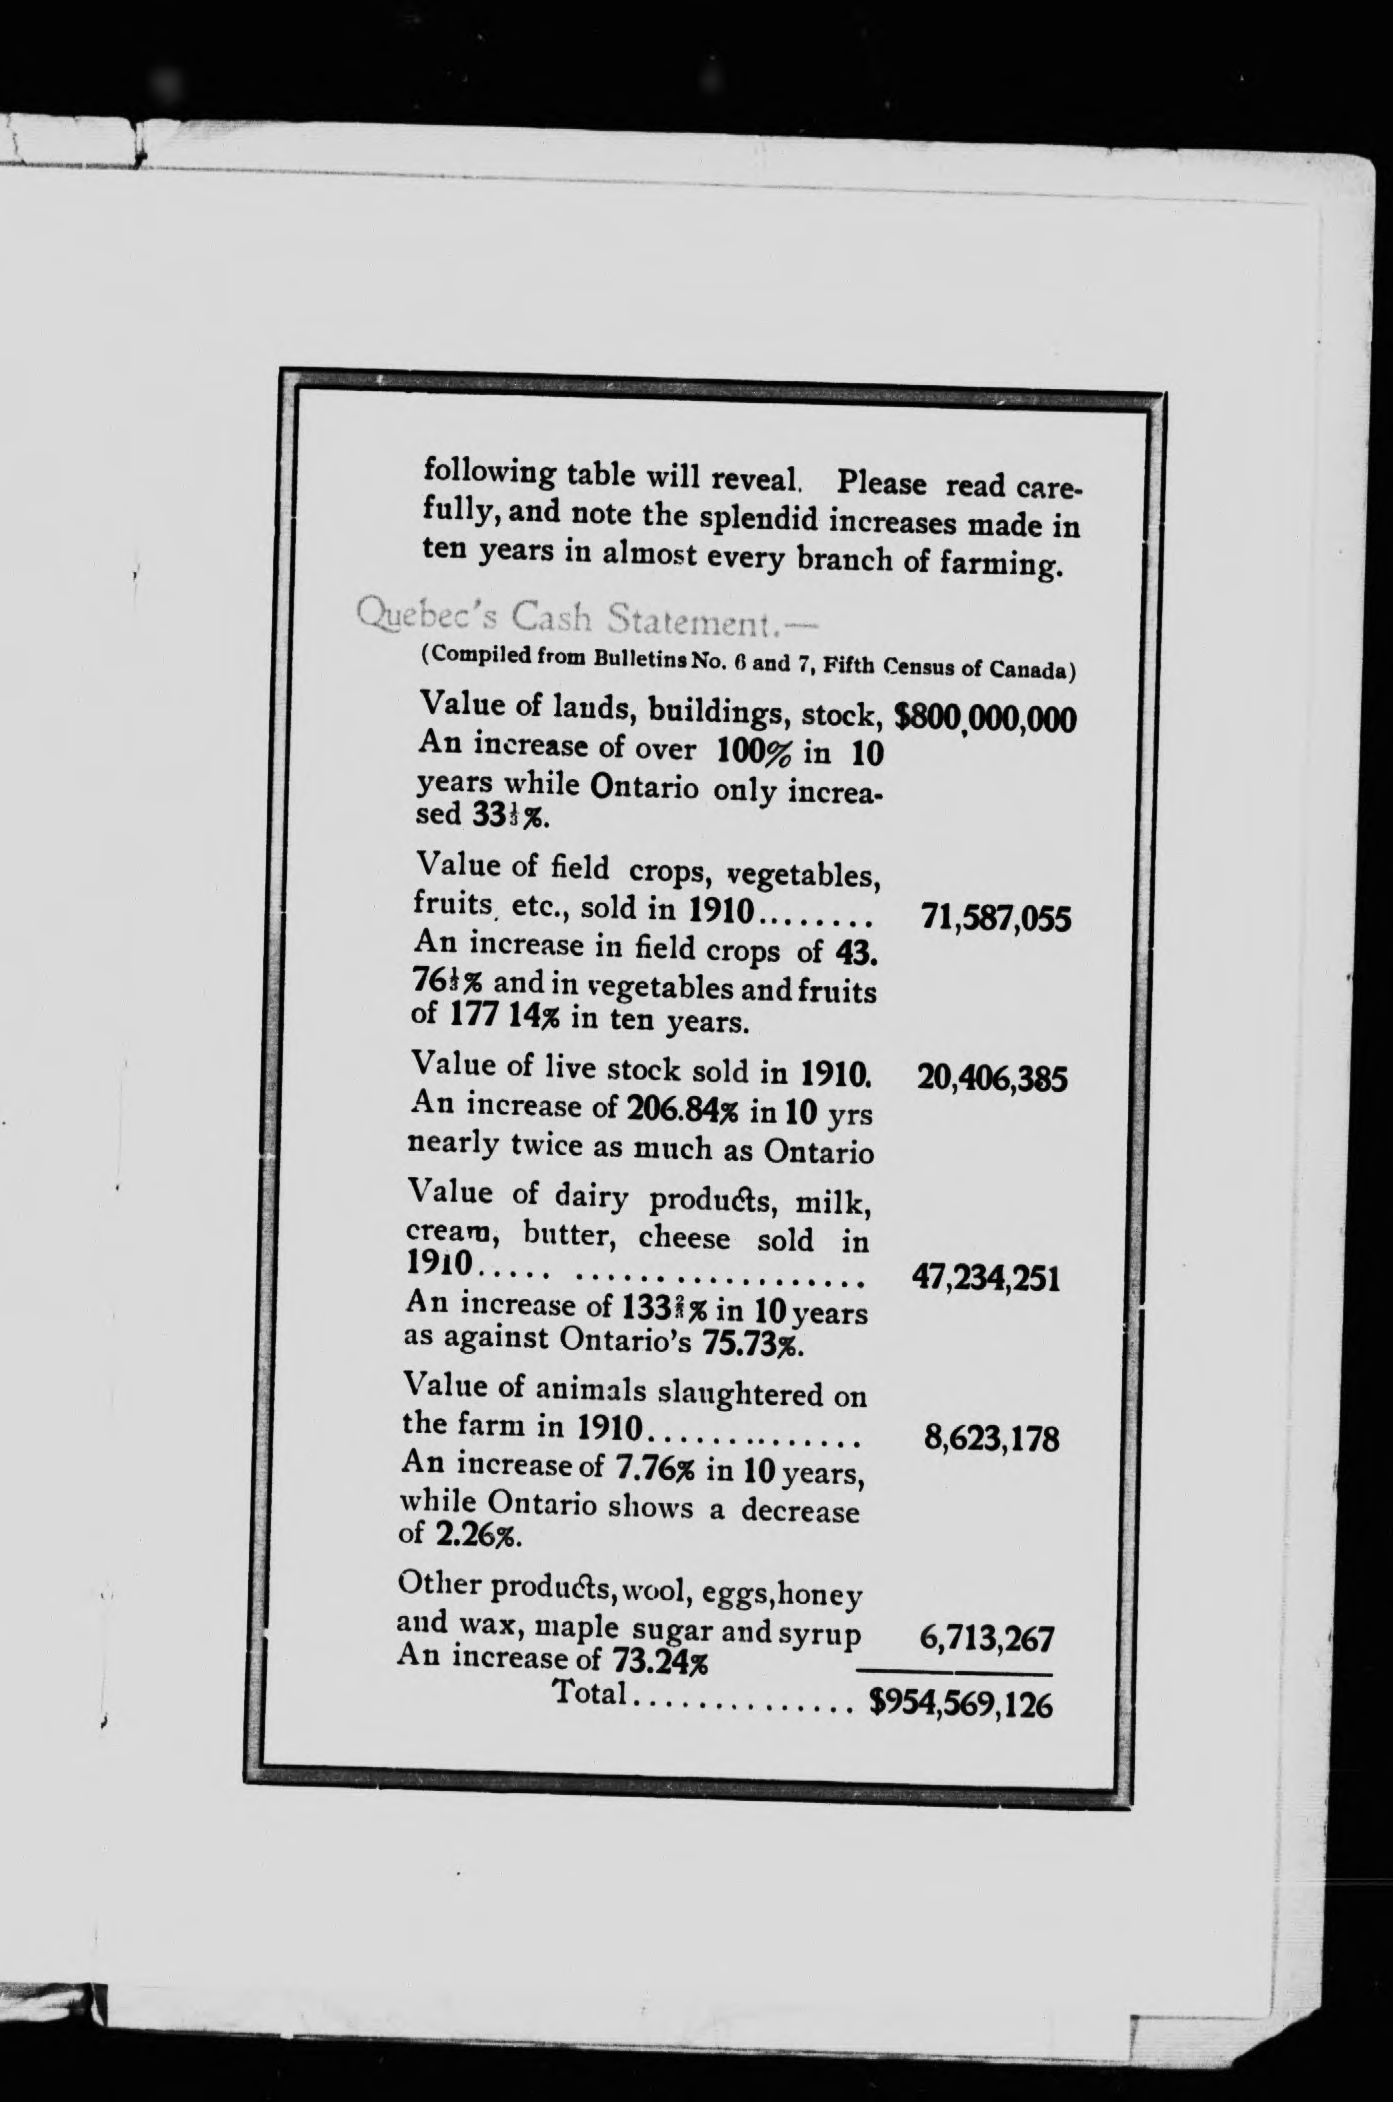 following table will reveal. Please read care-
fully, and note the splendid increases made in
ten years in almost every branch of farming.
Quebec's Cash Statement.—
(Compiled from Bulletins No. 6 and 7, Fifth Census of Canada)
Value of lands, buildings, stock, $800,000,000
An increase of over 100% in 10
years while Ontario only increa-
sed 33⅓%.
Value of field crops, vegetables,
fruits, etc., sold in 1910........ 71,587,055
An increase in field crops of 43.
76⅓% and in vegetables and fruits
of 177 14% in ten years.
Value of live stock sold in 1910. 20,406,385
An increase of 206.84% in 10 yrs
nearly twice as much as Ontario
Value of dairy products, milk,
cream, butter, cheese sold in
1910..... .................. 47,234,251
An increase of 133⅔% in 10 years
as against Ontario's 75.73%.
Value of animals slaughtered on
the farm in 1910.............. 8,623,178
An increase of 7.76% in 10 years,
while Ontario shows a decrease
of 2.26%.
Other products, wool, eggs, honey
and wax, maple sugar and syrup 6,713,267
An increase of 73.24%
Total.............. $954,569,126